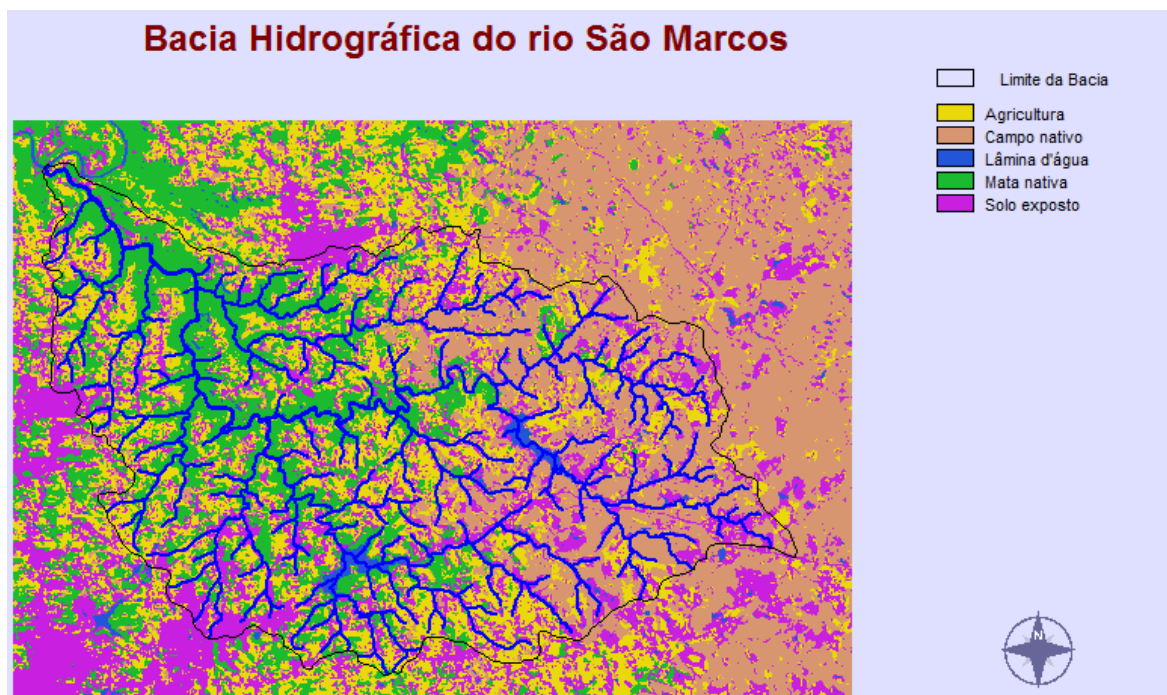 Bacia Hidrográfica do rio São Marcos
Limite da Bacia
Agricultura
Campo nativo
Lâmina d'água
Mata nativa
Solo exposto
N